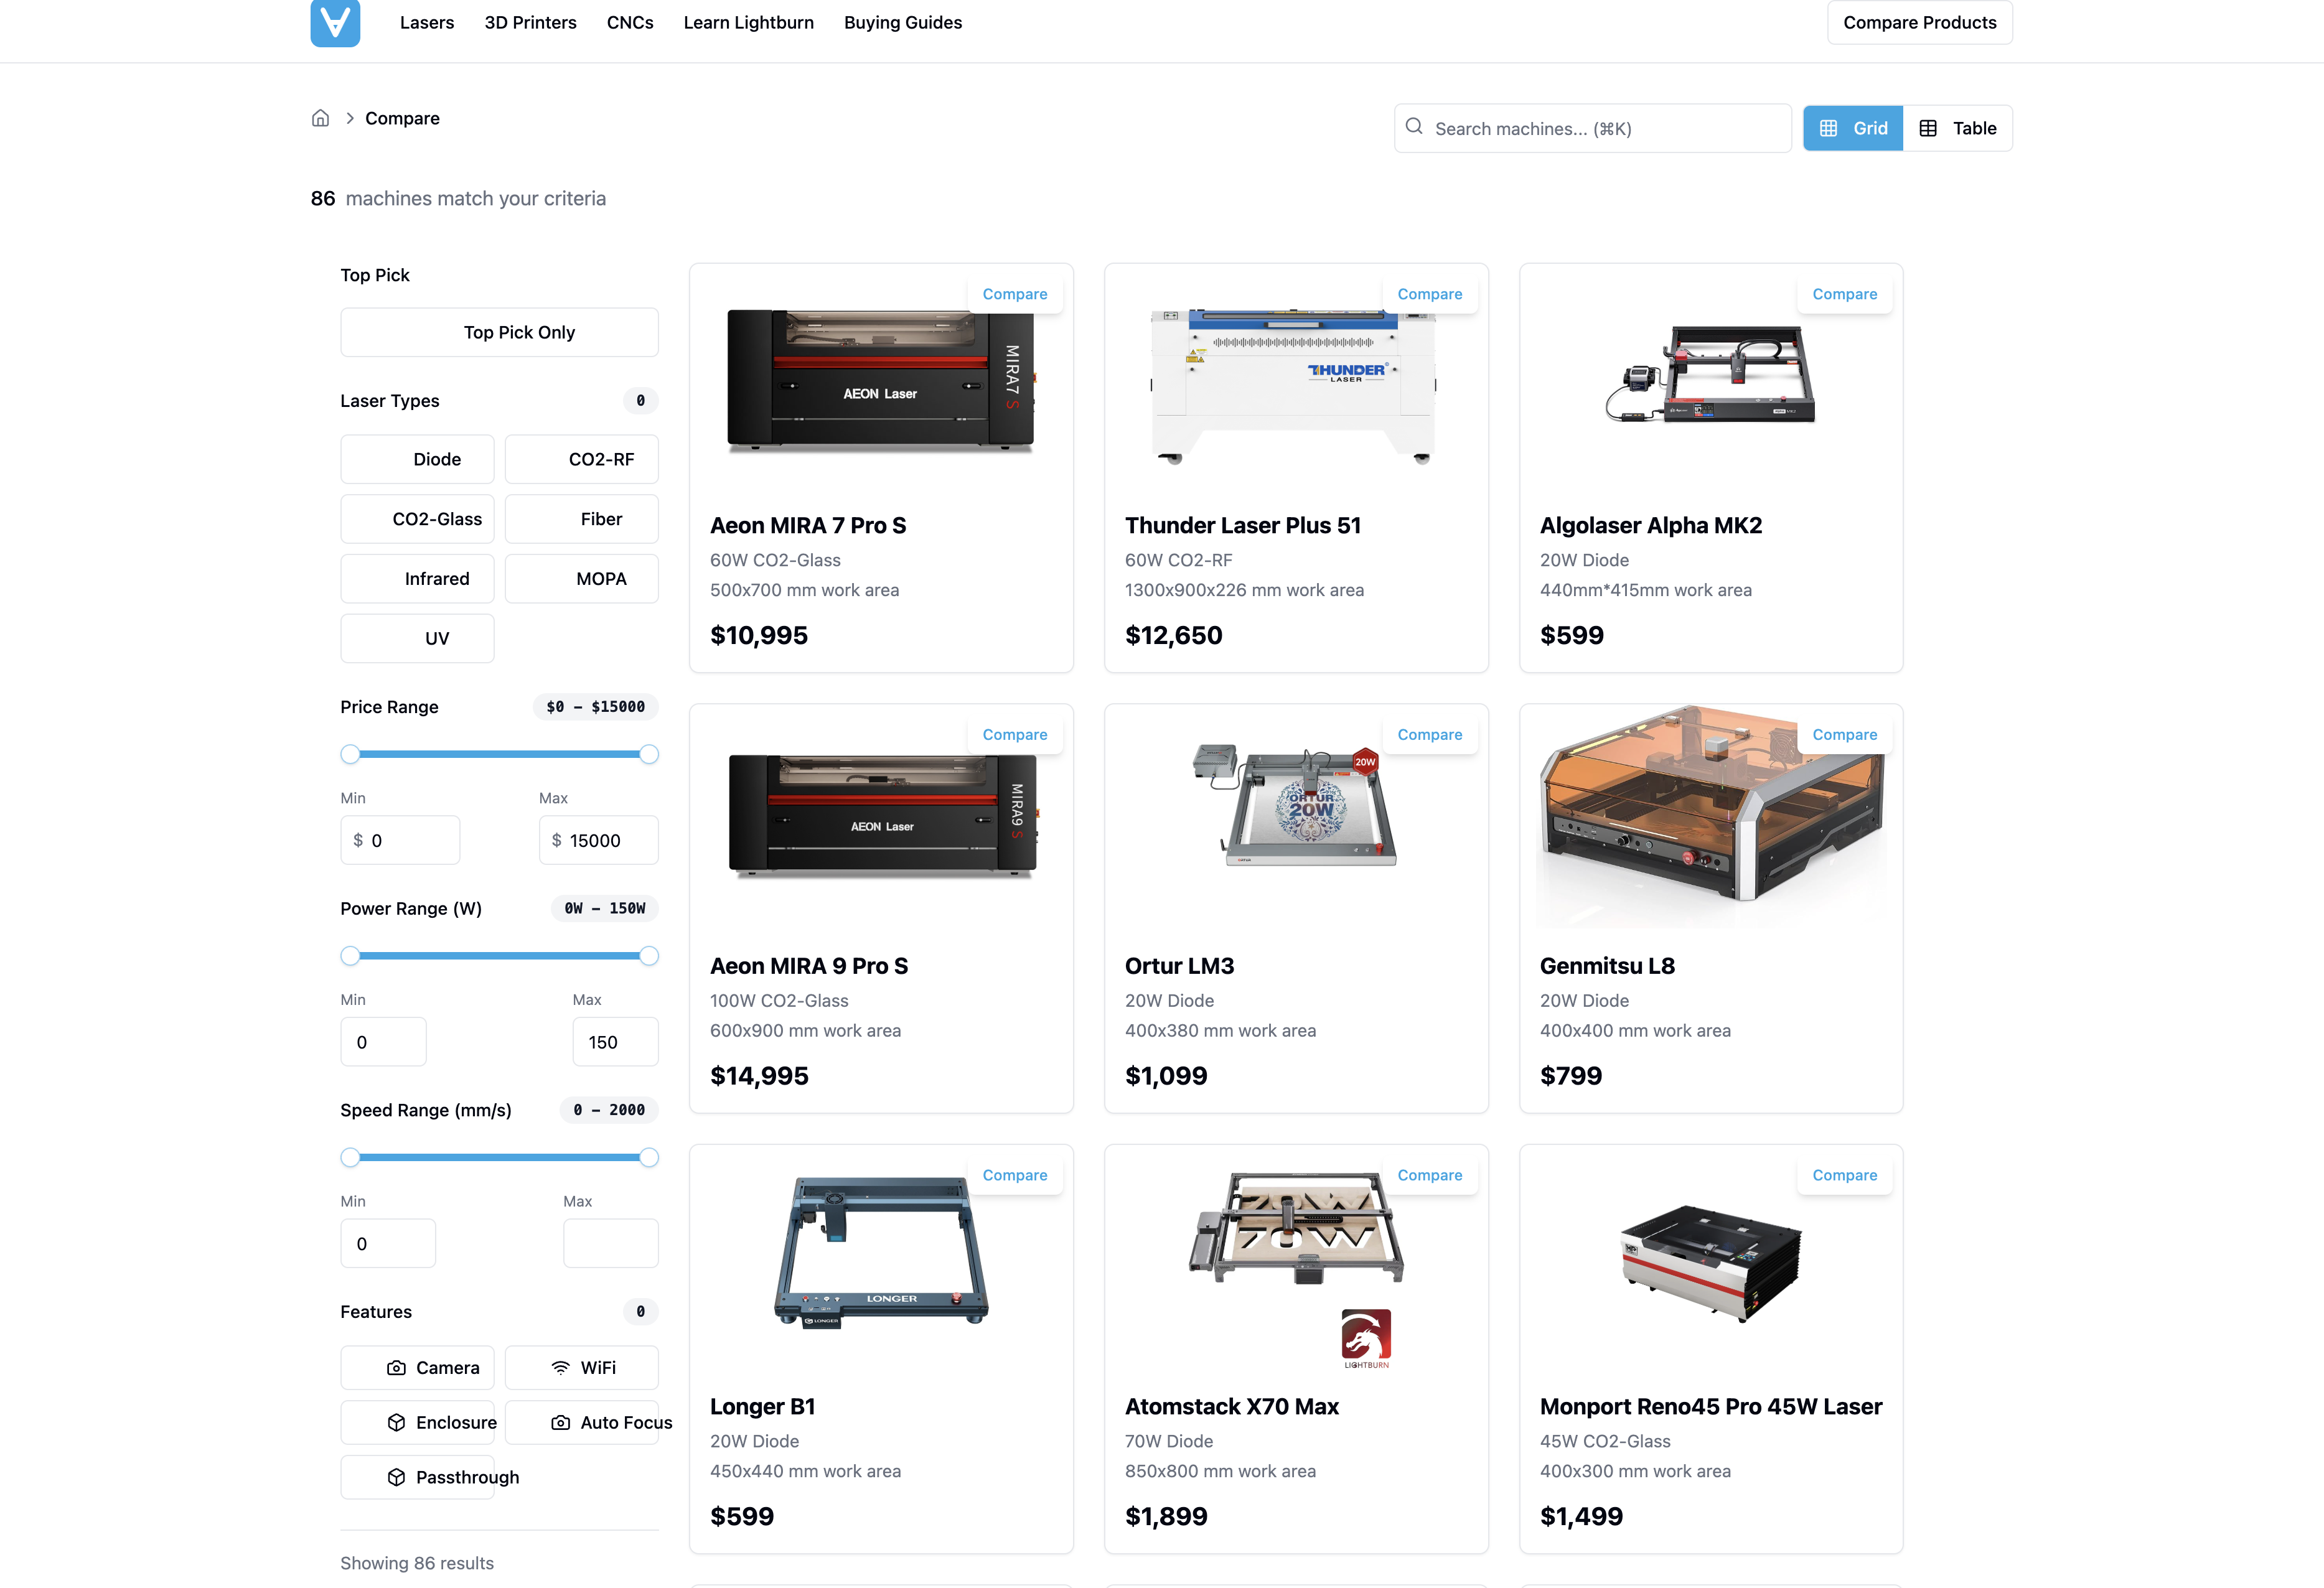 Lasers 3D Printers CNCs Learn Lightburn Buying Guides Compare Products
Compare Search machines... (⌘K) Grid Table
86 machines match your criteria
Top Pick
Top Pick Only
Laser Types 0
Diode CO2-RF
CO2-Glass Fiber
Infrared MOPA
UV
Price Range $0 – $15000
Min Max
$ 0 $ 15000
Power Range (W) 0W – 150W
Min Max
0 150
Speed Range (mm/s) 0 – 2000
Min Max
0
Features 0
Camera WiFi
Enclosure Auto Focus
Passthrough
Showing 86 results
Compare
MIRA7 S
AEON Laser
Aeon MIRA 7 Pro S
60W CO2-Glass
500x700 mm work area
$10,995
Compare
THUNDER®
LASER
Thunder Laser Plus 51
60W CO2-RF
1300x900x226 mm work area
$12,650
Compare
Algolaser Alpha MK2
20W Diode
440mm*415mm work area
$599
Compare
MIRA9 S
AEON Laser
Aeon MIRA 9 Pro S
100W CO2-Glass
600x900 mm work area
$14,995
Compare
20W
ORTUR
20W
ORTUR
Ortur LM3
20W Diode
400x380 mm work area
$1,099
Compare
Genmitsu L8
20W Diode
400x400 mm work area
$799
Compare
LONGER
LONGER
Longer B1
20W Diode
450x440 mm work area
$599
Compare
70W
70W
LIGHTBURN
Atomstack X70 Max
70W Diode
850x800 mm work area
$1,899
Compare
Monport Reno45 Pro 45W Laser
45W CO2-Glass
400x300 mm work area
$1,499